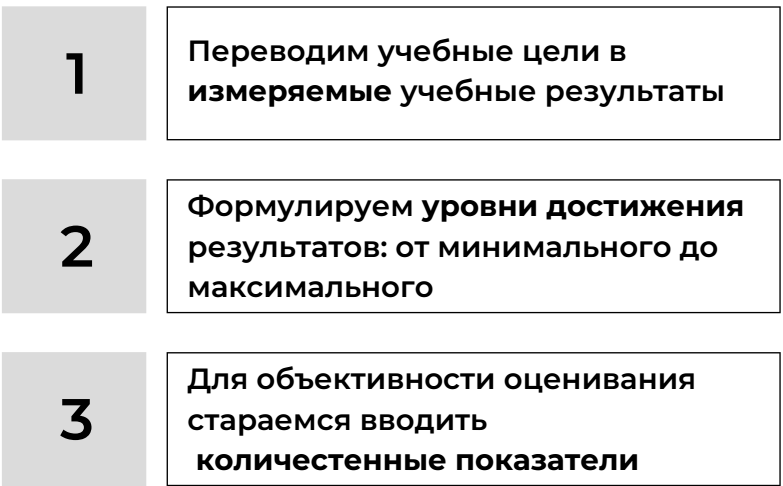 1
Переводим учебные цели в
измеряемые учебные результаты
2
Формулируем уровни достижения
результатов: от минимального до
максимального
3
Для объективности оценивания
стараемся вводить
количестенные показатели